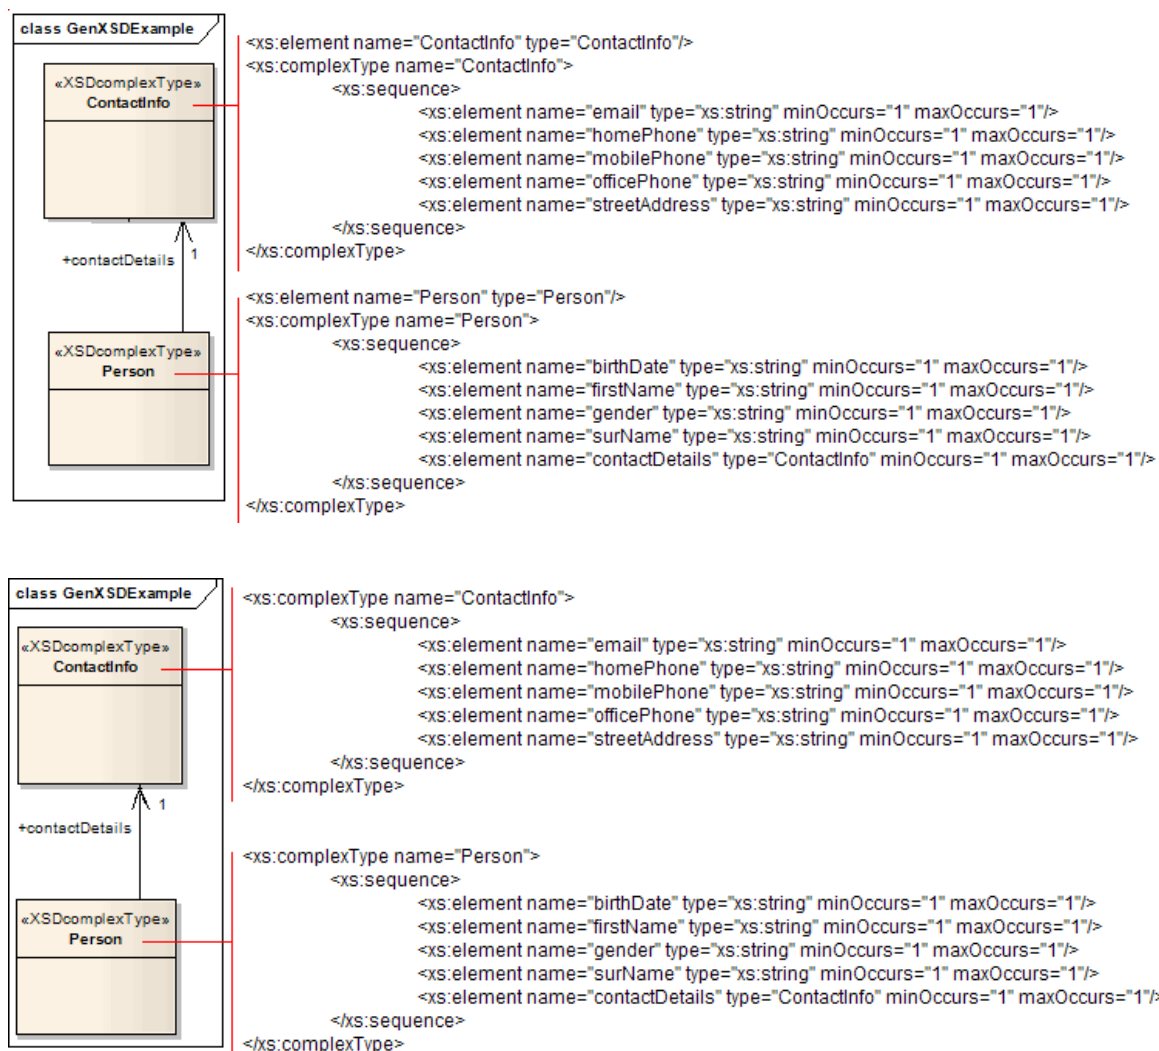 class GenXSDExample
«XSDcomplexType»
ContactInfo
+contactDetails
1
«XSDcomplexType»
Person
<xs:element name="ContactInfo" type="ContactInfo"/>
<xs:complexType name="ContactInfo">
<xs:sequence>
<xs:element name="email" type="xs:string" minOccurs="1" maxOccurs="1"/>
<xs:element name="homePhone" type="xs:string" minOccurs="1" maxOccurs="1"/>
<xs:element name="mobilePhone" type="xs:string" minOccurs="1" maxOccurs="1"/>
<xs:element name="officePhone" type="xs:string" minOccurs="1" maxOccurs="1"/>
<xs:element name="streetAddress" type="xs:string" minOccurs="1" maxOccurs="1"/>
</xs:sequence>
</xs:complexType>
<xs:element name="Person" type="Person"/>
<xs:complexType name="Person">
<xs:sequence>
<xs:element name="birthDate" type="xs:string" minOccurs="1" maxOccurs="1"/>
<xs:element name="firstName" type="xs:string" minOccurs="1" maxOccurs="1"/>
<xs:element name="gender" type="xs:string" minOccurs="1" maxOccurs="1"/>
<xs:element name="surName" type="xs:string" minOccurs="1" maxOccurs="1"/>
<xs:element name="contactDetails" type="ContactInfo" minOccurs="1" maxOccurs="1"/>
</xs:sequence>
</xs:complexType>
class GenXSDExample
«XSDcomplexType»
ContactInfo
1
+contactDetails
«XSDcomplexType»
Person
<xs:complexType name="ContactInfo">
<xs:sequence>
<xs:element name="email" type="xs:string" minOccurs="1" maxOccurs="1"/>
<xs:element name="homePhone" type="xs:string" minOccurs="1" maxOccurs="1"/>
<xs:element name="mobilePhone" type="xs:string" minOccurs="1" maxOccurs="1"/>
<xs:element name="officePhone" type="xs:string" minOccurs="1" maxOccurs="1"/>
<xs:element name="streetAddress" type="xs:string" minOccurs="1" maxOccurs="1"/>
</xs:sequence>
</xs:complexType>
<xs:complexType name="Person">
<xs:sequence>
<xs:element name="birthDate" type="xs:string" minOccurs="1" maxOccurs="1"/>
<xs:element name="firstName" type="xs:string" minOccurs="1" maxOccurs="1"/>
<xs:element name="gender" type="xs:string" minOccurs="1" maxOccurs="1"/>
<xs:element name="surName" type="xs:string" minOccurs="1" maxOccurs="1"/>
<xs:element name="contactDetails" type="ContactInfo" minOccurs="1" maxOccurs="1"/>
</xs:sequence>
</xs:complexType>